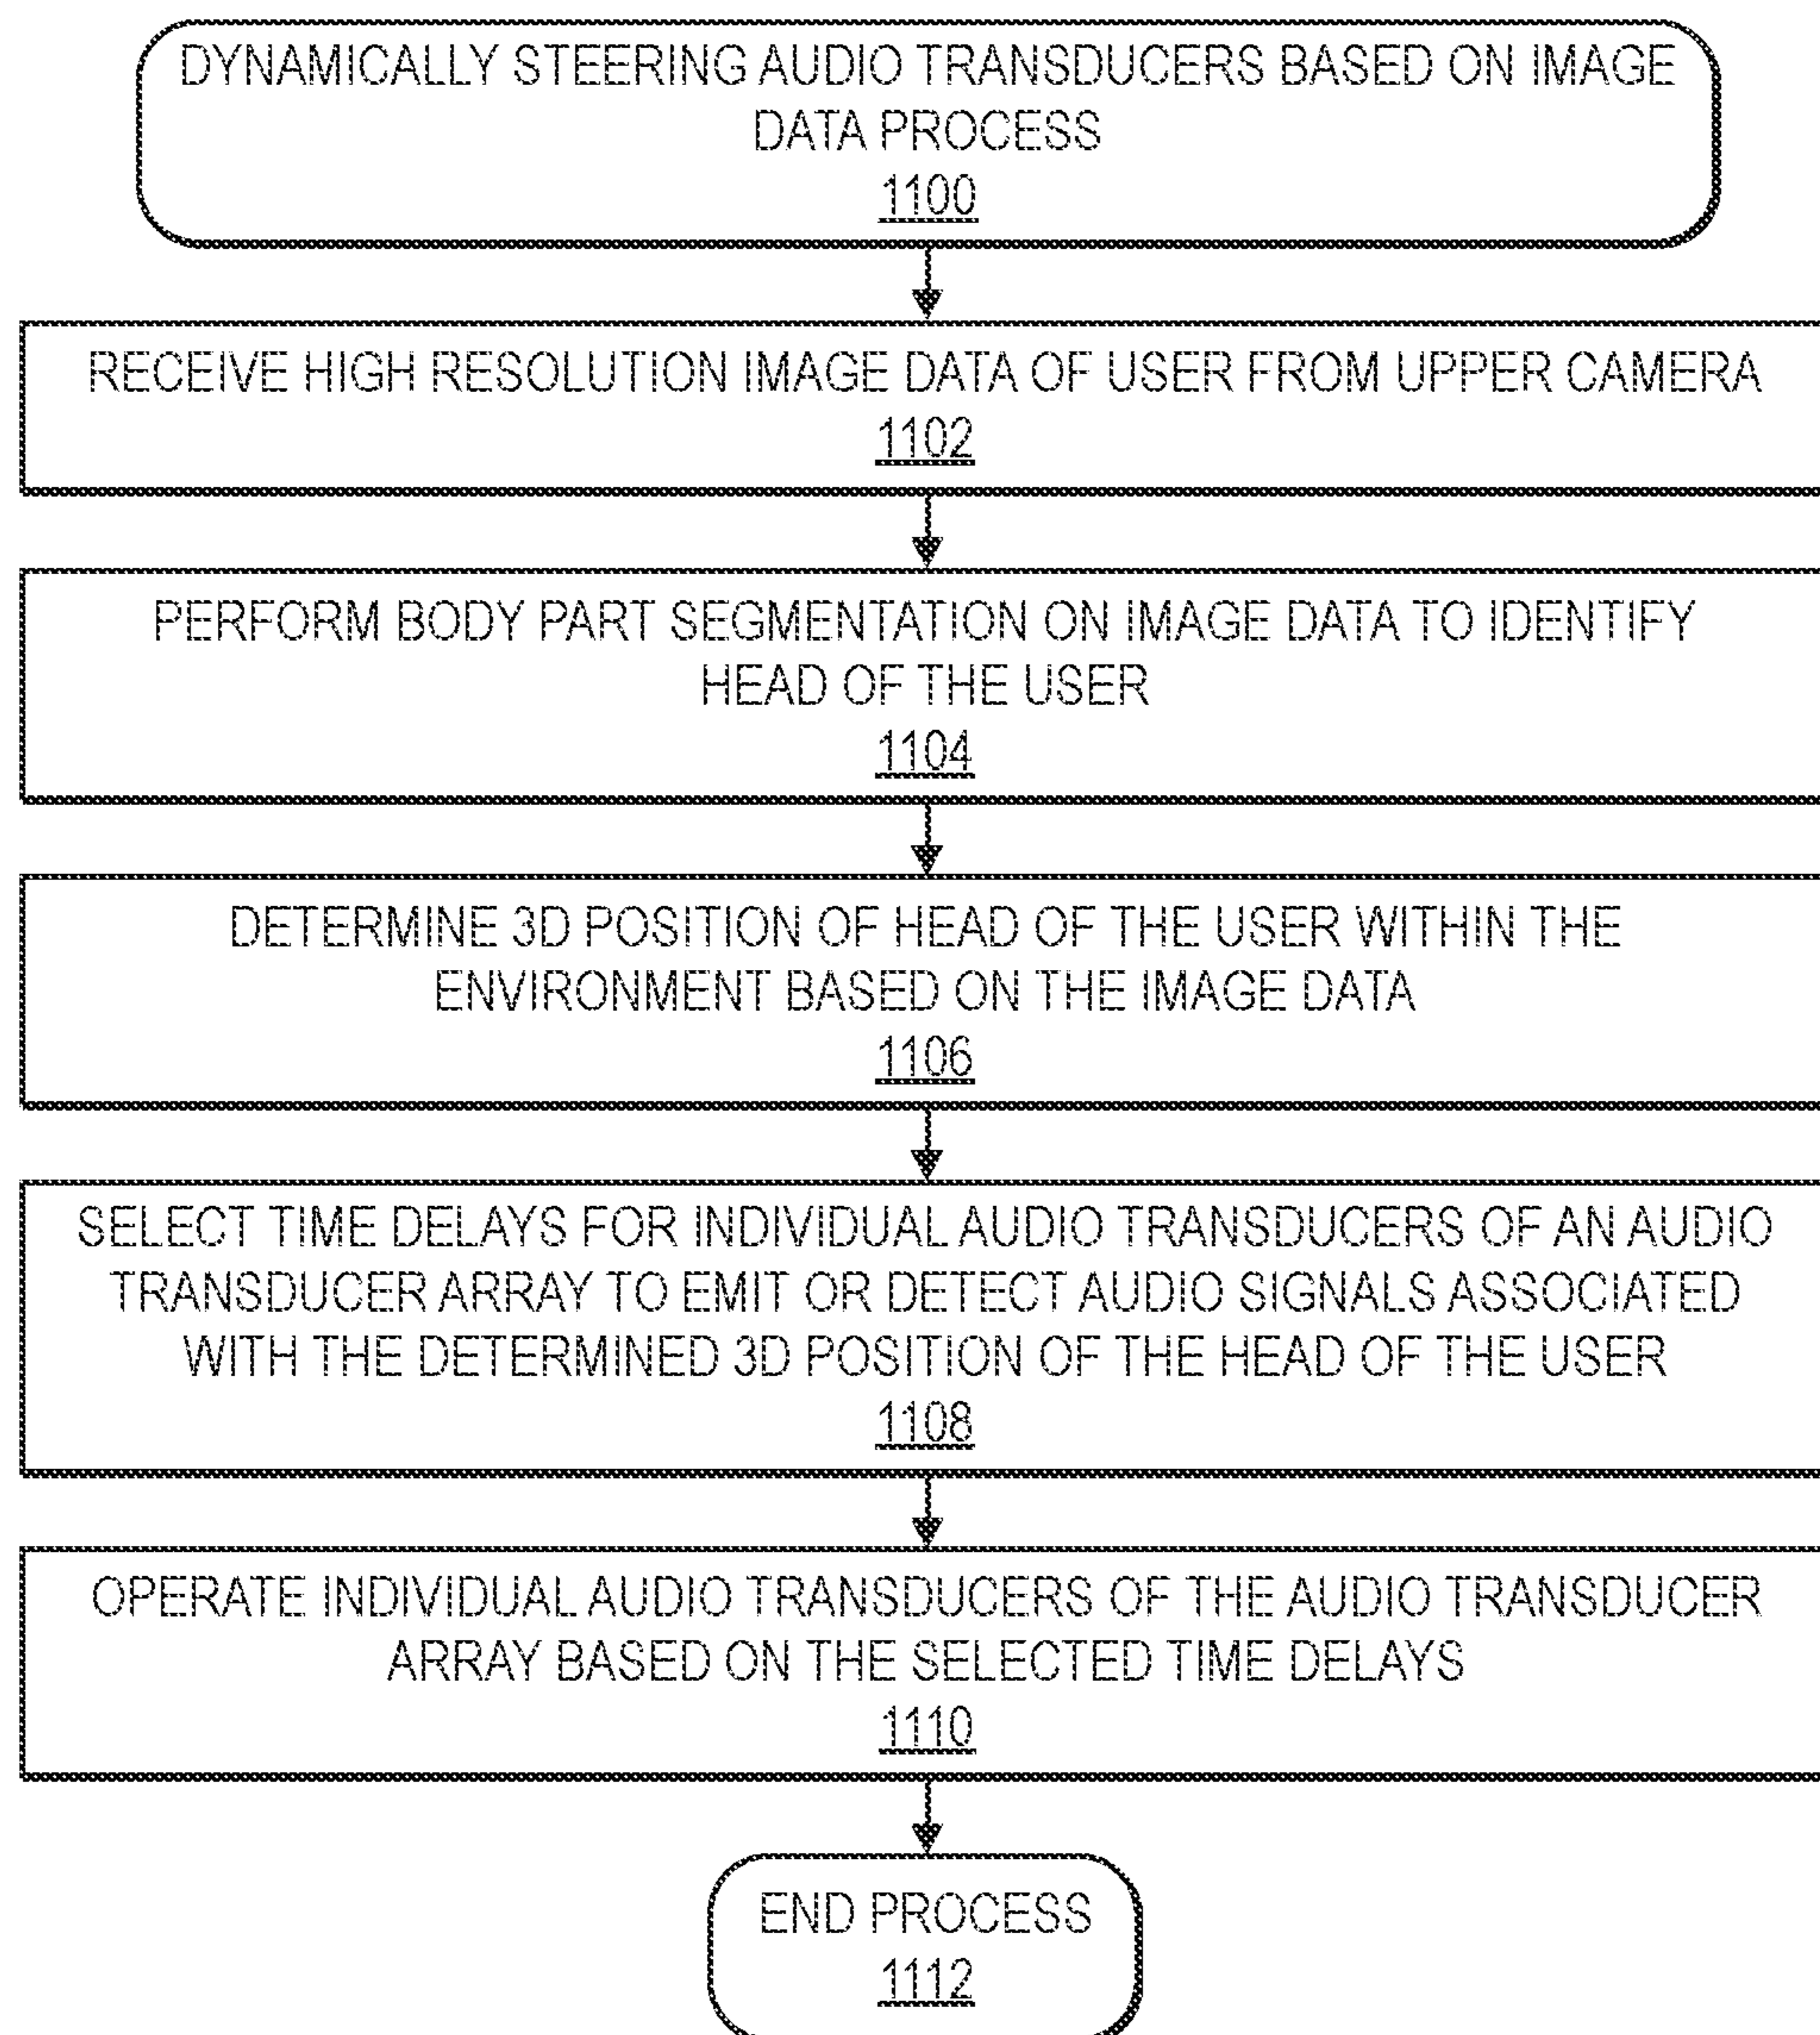 DYNAMICALLY STEERING AUDIO TRANSDUCERS BASED ON IMAGE
DATA PROCESS
1100
RECEIVE HIGH RESOLUTION IMAGE DATA OF USER FROM UPPER CAMERA
1102
PERFORM BODY PART SEGMENTATION ON IMAGE DATA TO IDENTIFY
HEAD OF THE USER
1104
DETERMINE 3D POSITION OF HEAD OF THE USER WITHIN THE
ENVIRONMENT BASED ON THE IMAGE DATA
1106
SELECT TIME DELAYS FOR INDIVIDUAL AUDIO TRANSDUCERS OF AN AUDIO
TRANSDUCER ARRAY TO EMIT OR DETECT AUDIO SIGNALS ASSOCIATED
WITH THE DETERMINED 3D POSITION OF THE HEAD OF THE USER
1108
OPERATE INDIVIDUAL AUDIO TRANSDUCERS OF THE AUDIO TRANSDUCER
ARRAY BASED ON THE SELECTED TIME DELAYS
1110
END PROCESS
1112